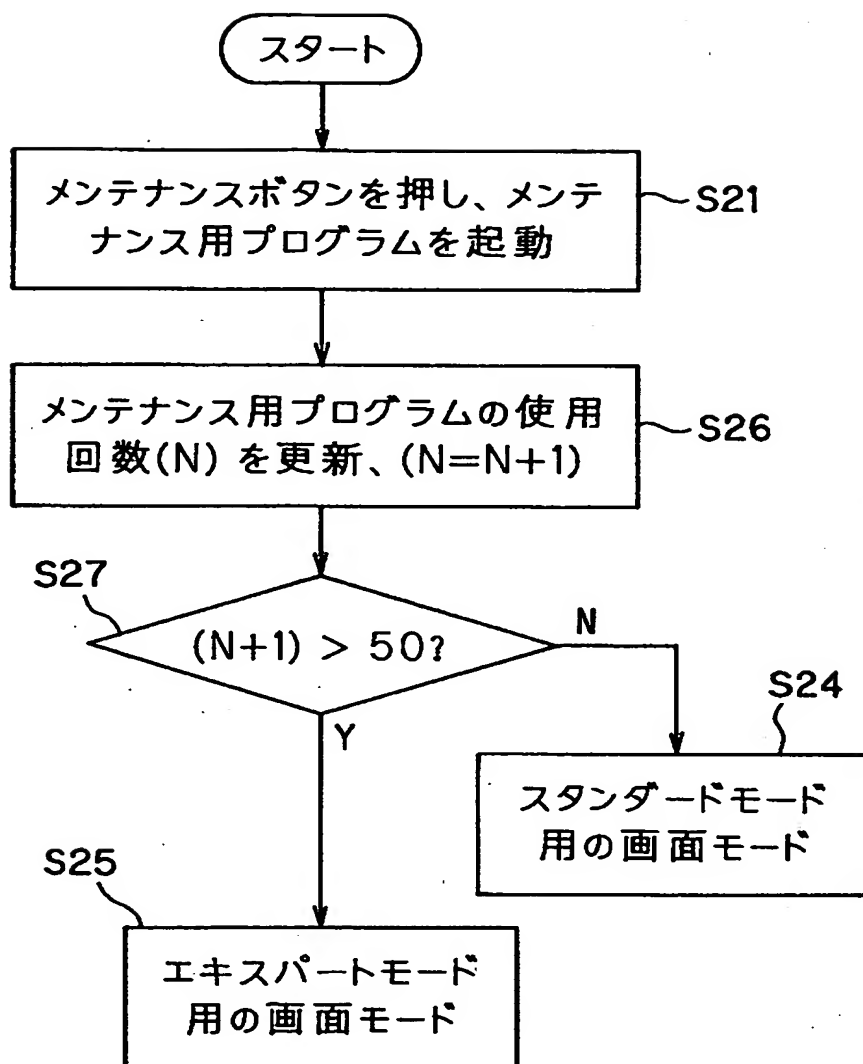 スタート
メンテナンスボタンを押し、メンテ
ナンス用プログラムを起動
S21
メンテナンス用プログラムの使用
回数(N) を更新、(N=N+1)
S26
S27
(N+1) > 50?
N
Y
S24
スタンダードモード
用の画面モード
S25
エキスパートモード
用の画面モード